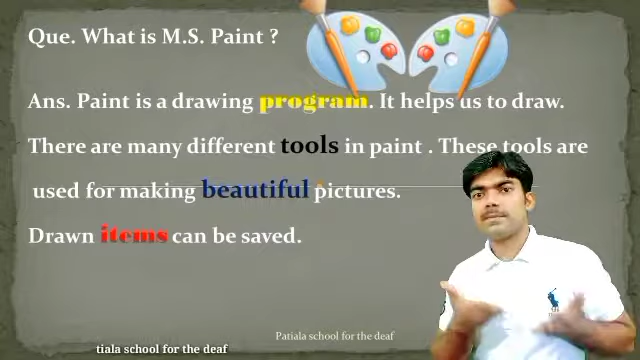 Que. What is M.S. Paint ?
Ans. Paint is a drawing program. It helps us to draw.
There are many different tools in paint . These tools are
used for making beautiful pictures.
Drawn items can be saved.
Patiala school for the deaf
tiala school for the deaf